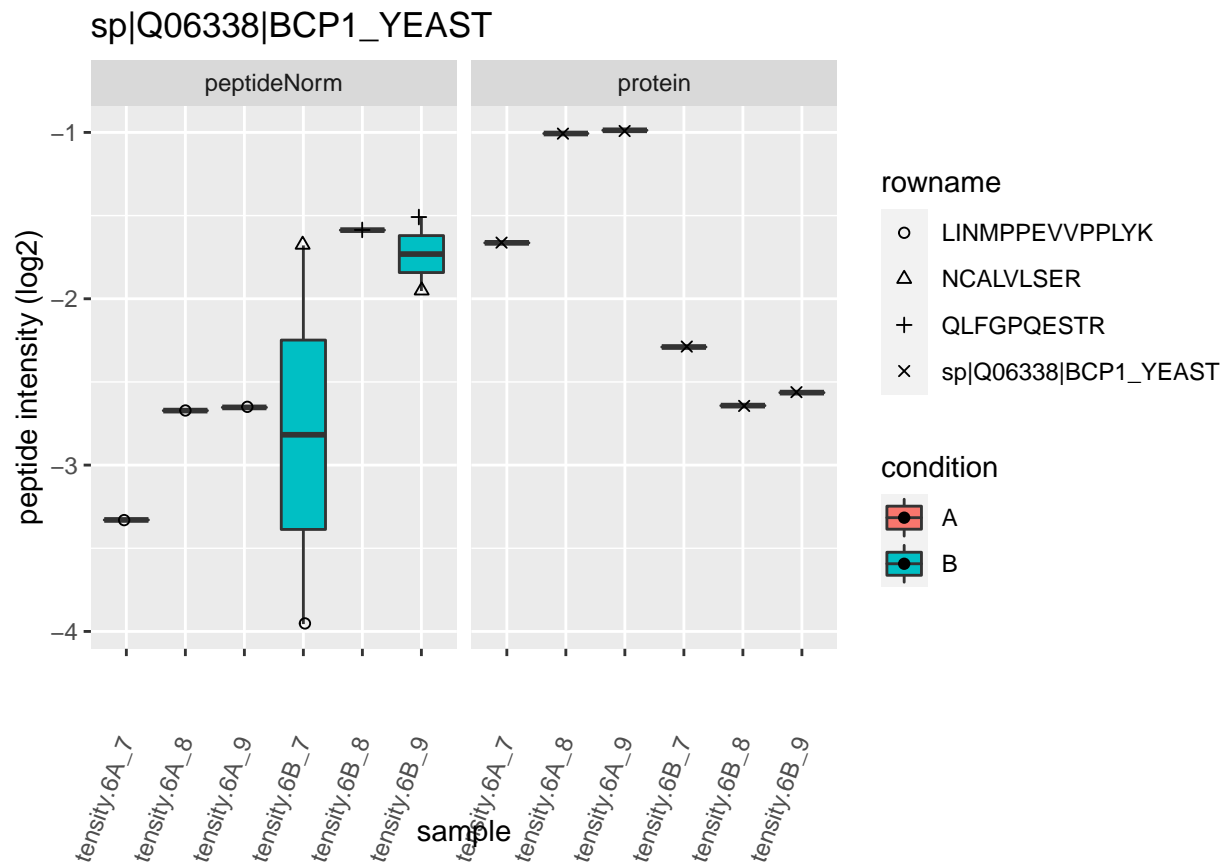 sp|Q06338|BCP1_YEAST
peptideNorm
protein
peptide intensity (log2)
−1
−2
−3
−4
tensity.6A_7
tensity.6A_8
tensity.6A_9
tensity.6B_7
tensity.6B_8
tensity.6B_9
tensity.6A_7
tensity.6A_8
tensity.6A_9
tensity.6B_7
tensity.6B_8
tensity.6B_9
sample
rowname
LINMPPEVVPPLYK
NCALVLSER
QLFGPQESTR
sp|Q06338|BCP1_YEAST
condition
A
B